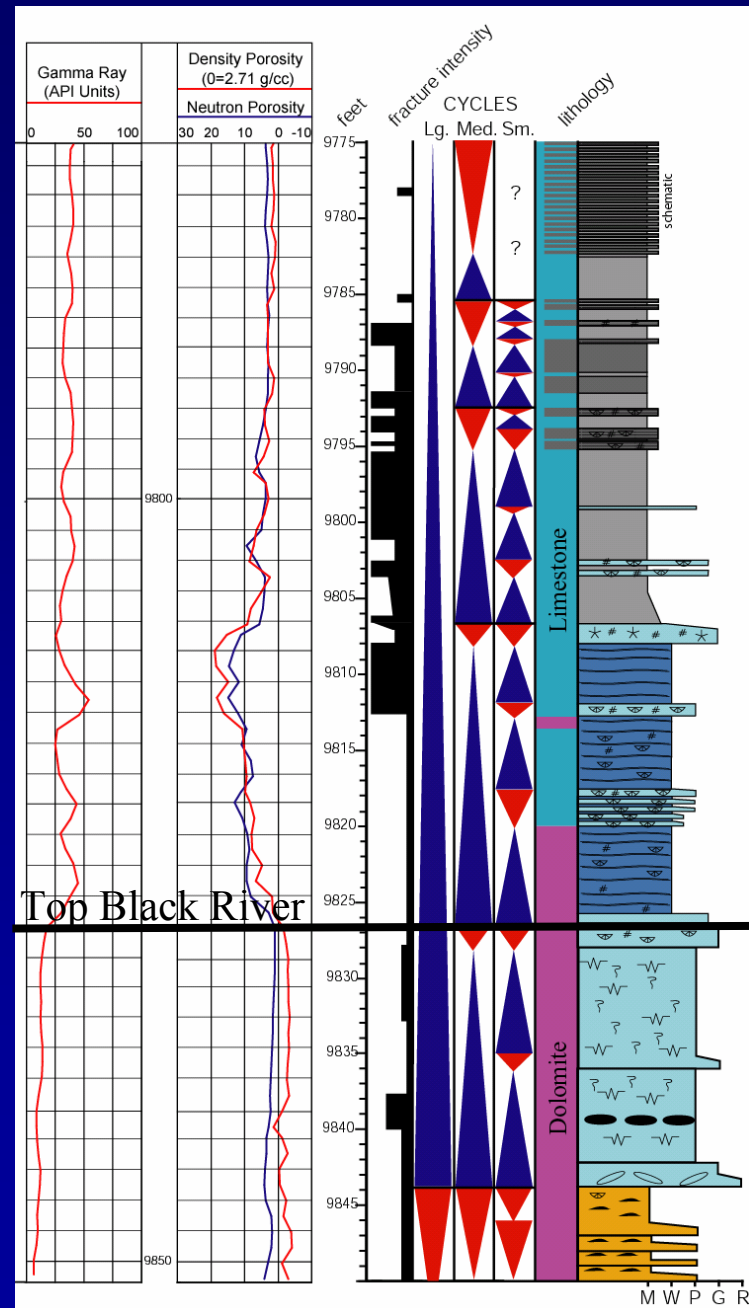 Gamma Ray
(API Units)
0 50 100
Density Porosity
(0=2.71 g/cc)
Neutron Porosity
30 20 10 0 -10
feet
fracture intensity
CYCLES
Lg. Med. Sm.
lithology
9775
9780
9785
9790
9795
9800
9805
9810
9815
9820
9825
9830
9835
9840
9845
9800
9850
?
?
schematic
Limestone
Dolomite
Top Black River
M W P G R